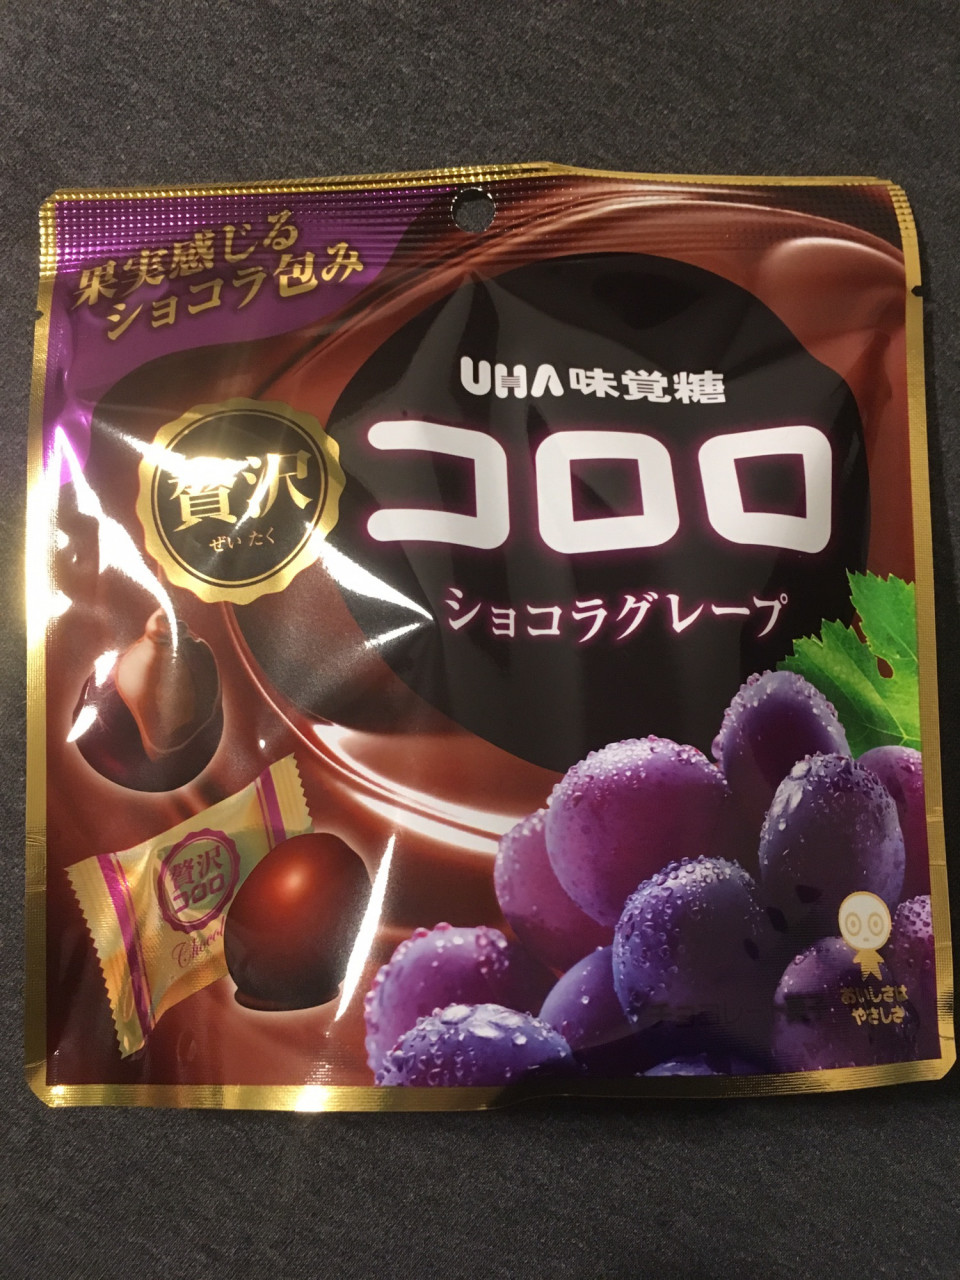 果実感じる
ショコラ包み
UHA味覚糖
贅沢
ぜいたく
コロロ
ショコラグレープ
贅沢
コロロ
おいしさは
やさしさ